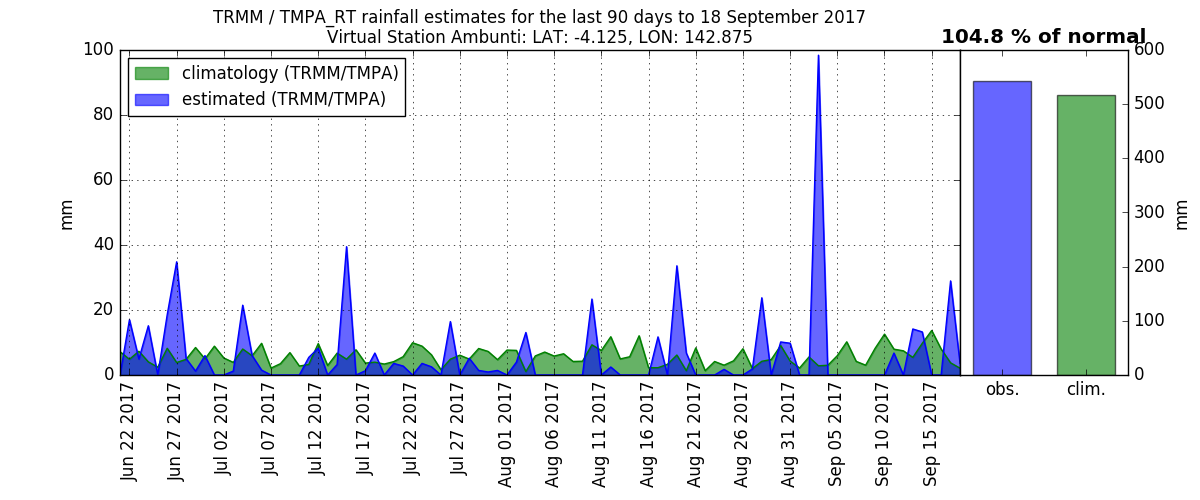 TRMM / TMPA_RT rainfall estimates for the last 90 days to 18 September 2017
Virtual Station Ambunti: LAT: -4.125, LON: 142.875
104.8 % of normal
climatology (TRMM/TMPA)
estimated (TRMM/TMPA)
mm
100
80
60
40
20
0
Jun 22 2017
Jun 27 2017
Jul 02 2017
Jul 07 2017
Jul 12 2017
Jul 17 2017
Jul 22 2017
Jul 27 2017
Aug 01 2017
Aug 06 2017
Aug 11 2017
Aug 16 2017
Aug 21 2017
Aug 26 2017
Aug 31 2017
Sep 05 2017
Sep 10 2017
Sep 15 2017
obs.
clim.
600
500
400
300
200
100
0
mm